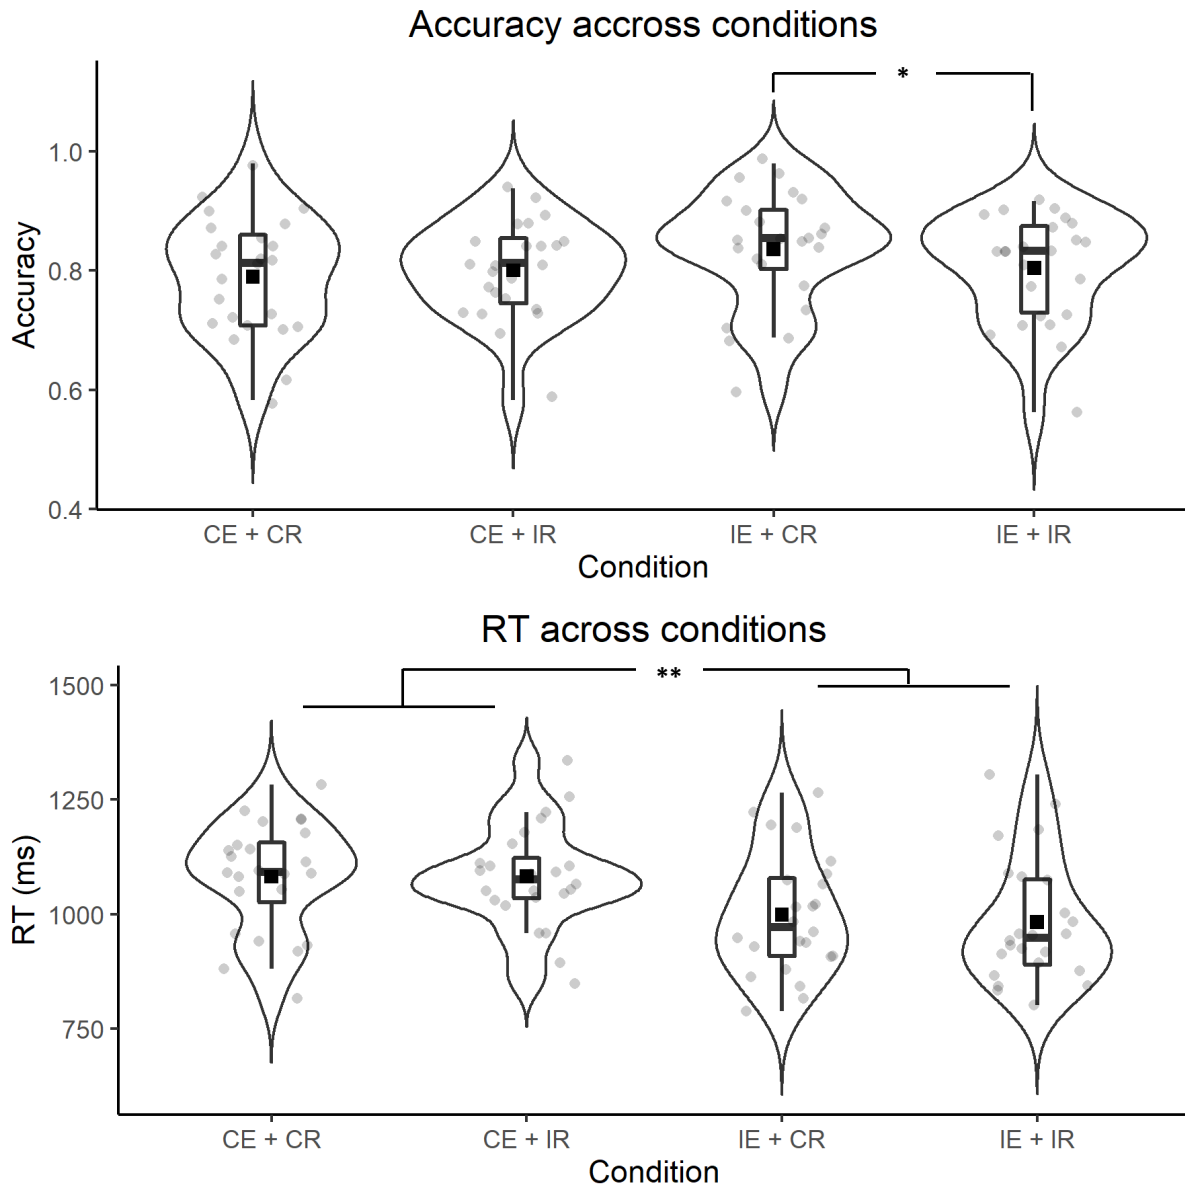 Accuracy accross conditions
*
1.0
0.8
0.6
0.4
Accuracy
CE + CR CE + IR IE + CR IE + IR
Condition
RT across conditions
**
1500
1250
1000
750
RT (ms)
CE + CR CE + IR IE + CR IE + IR
Condition